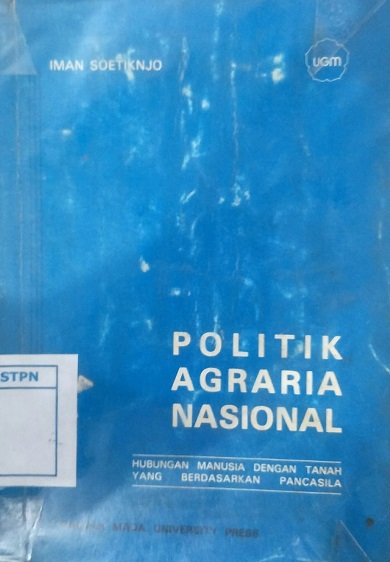 IMAN SOETIKNJO
UGM
POLITIK
AGRARIA
NASIONAL
STPN
HUBUNGAN MANUSIA DENGAN TANAH
YANG BERDASARKAN PANCASILA
MADA UNIVERSITY PRESS